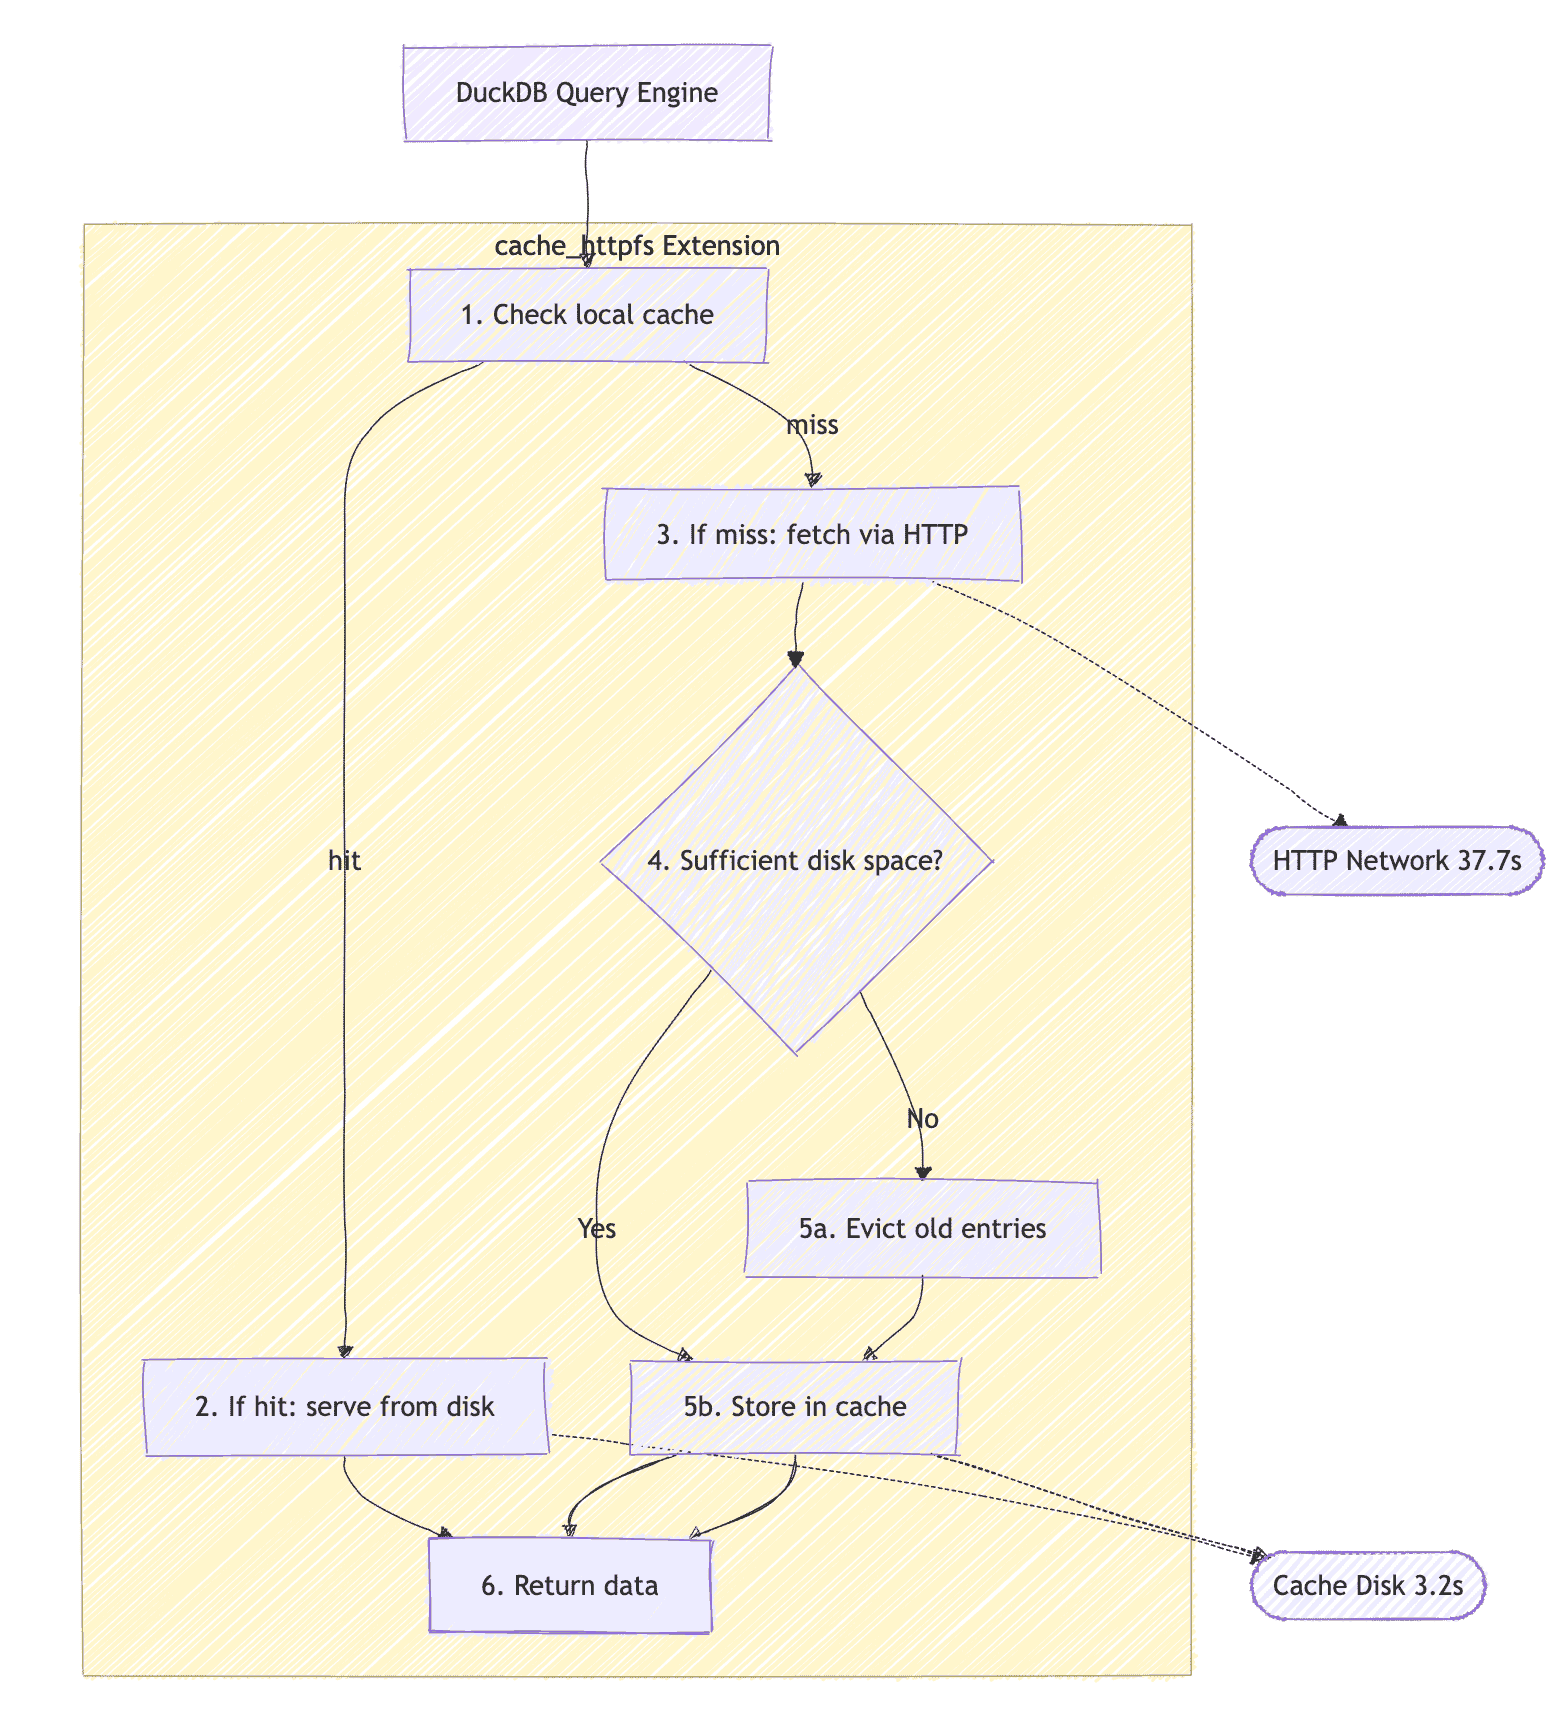 DuckDB Query Engine
cache_httpfs Extension
1. Check local cache
miss
3. If miss: fetch via HTTP
hit
4. Sufficient disk space?
HTTP Network 37.7s
No
Yes
5a. Evict old entries
2. If hit: serve from disk
5b. Store in cache
6. Return data
Cache Disk 3.2s